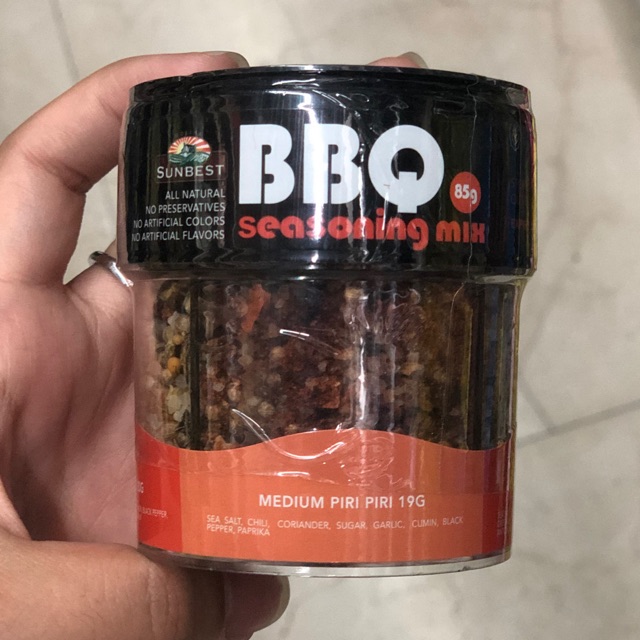 SUNBEST
ALL NATURAL
NO PRESERVATIVES
NO ARTIFICIAL COLORS
NO ARTIFICIAL FLAVORS
BBQ
85g
seasoning mix
MEDIUM PIRI PIRI 19G
SEA SALT, CHILI, CORIANDER, SUGAR, GARLIC, CUMIN, BLACK
PEPPER, PAPRIKA